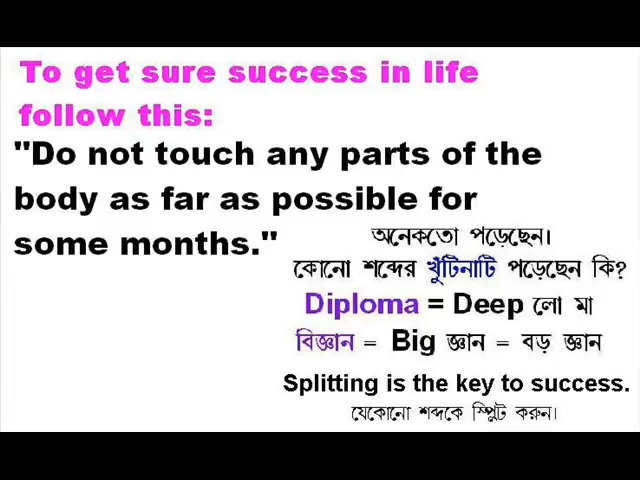 To get sure success in life
follow this:
"Do not touch any parts of the
body as far as possible for
some months."
অনেকতো পড়েছেন।
কোনো শব্দের খুঁটিনাটি পড়েছেন কি?
Diploma = Deep লো মা
বিজ্ঞান = Big জ্ঞান = বড় জ্ঞান
Splitting is the key to success.
যেকোনো শব্দকে স্প্লিট করুন।